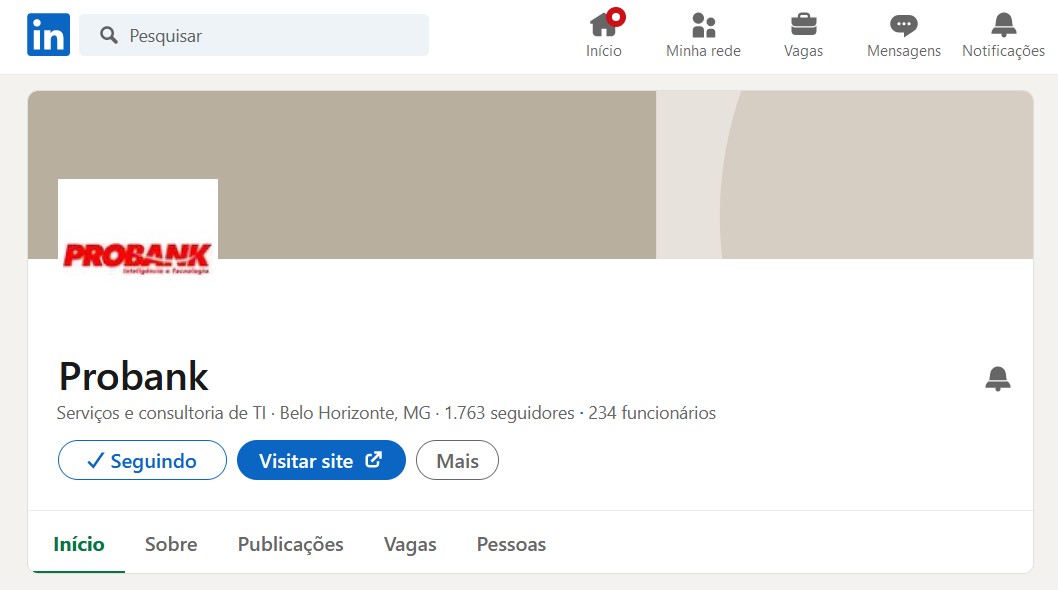 in
Pesquisar
Início
Minha rede
Vagas
Mensagens
Notificações
PROBANK
Inteligência e Tecnologia
Probank
Serviços e consultoria de TI · Belo Horizonte, MG · 1.763 seguidores · 234 funcionários
Seguindo
Visitar site
Mais
Início
Sobre
Publicações
Vagas
Pessoas